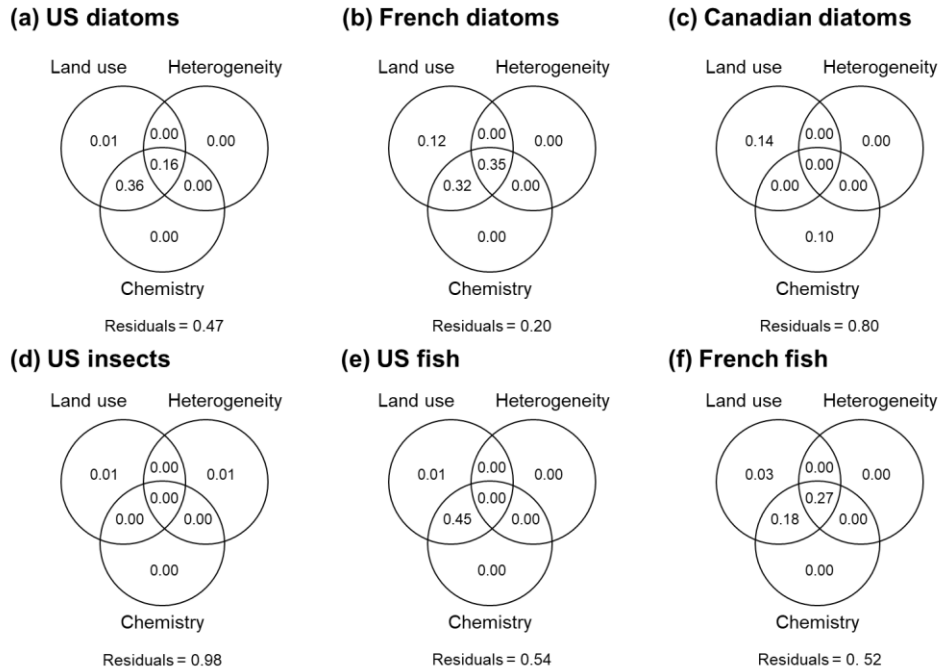 (a) US diatoms
Land use Heterogeneity
0.01 0.00 0.00
0.16
0.36 0.00
0.00
Chemistry
Residuals = 0.47
(b) French diatoms
Land use Heterogeneity
0.12 0.00 0.00
0.35
0.32 0.00
0.00
Chemistry
Residuals = 0.20
(c) Canadian diatoms
Land use Heterogeneity
0.14 0.00 0.00
0.00
0.00 0.00
0.10
Chemistry
Residuals = 0.80
(d) US insects
Land use Heterogeneity
0.01 0.00 0.01
0.00
0.00 0.00
0.00
Chemistry
Residuals = 0.98
(e) US fish
Land use Heterogeneity
0.01 0.00 0.00
0.00
0.45 0.00
0.00
Chemistry
Residuals = 0.54
(f) French fish
Land use Heterogeneity
0.03 0.00 0.00
0.27
0.18 0.00
0.00
Chemistry
Residuals = 0. 52